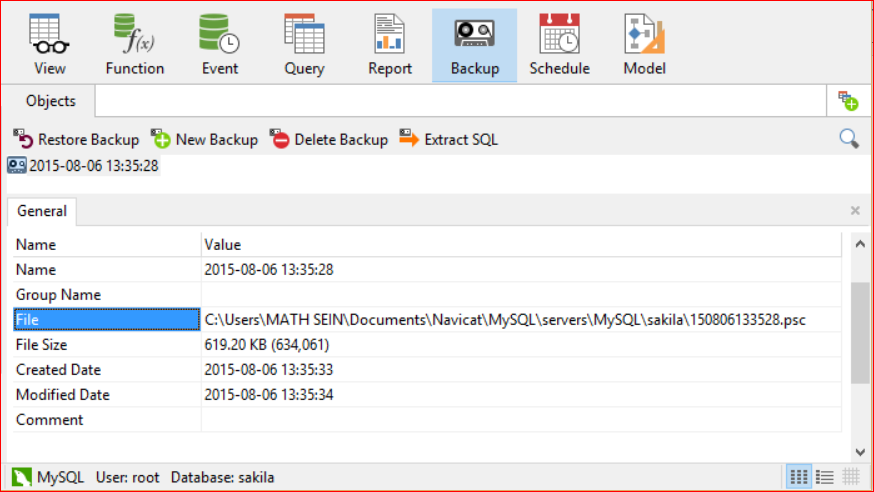 View Function Event Query Report Backup Schedule Model
Objects
Restore Backup New Backup Delete Backup Extract SQL
2015-08-06 13:35:28
General
Name Value
Name 2015-08-06 13:35:28
Group Name
File C:\Users\MATH SEIN\Documents\Navicat\MySQL\servers\MySQL\sakila\150806133528.psc
File Size 619.20 KB (634,061)
Created Date 2015-08-06 13:35:33
Modified Date 2015-08-06 13:35:34
Comment
MySQL User: root Database: sakila